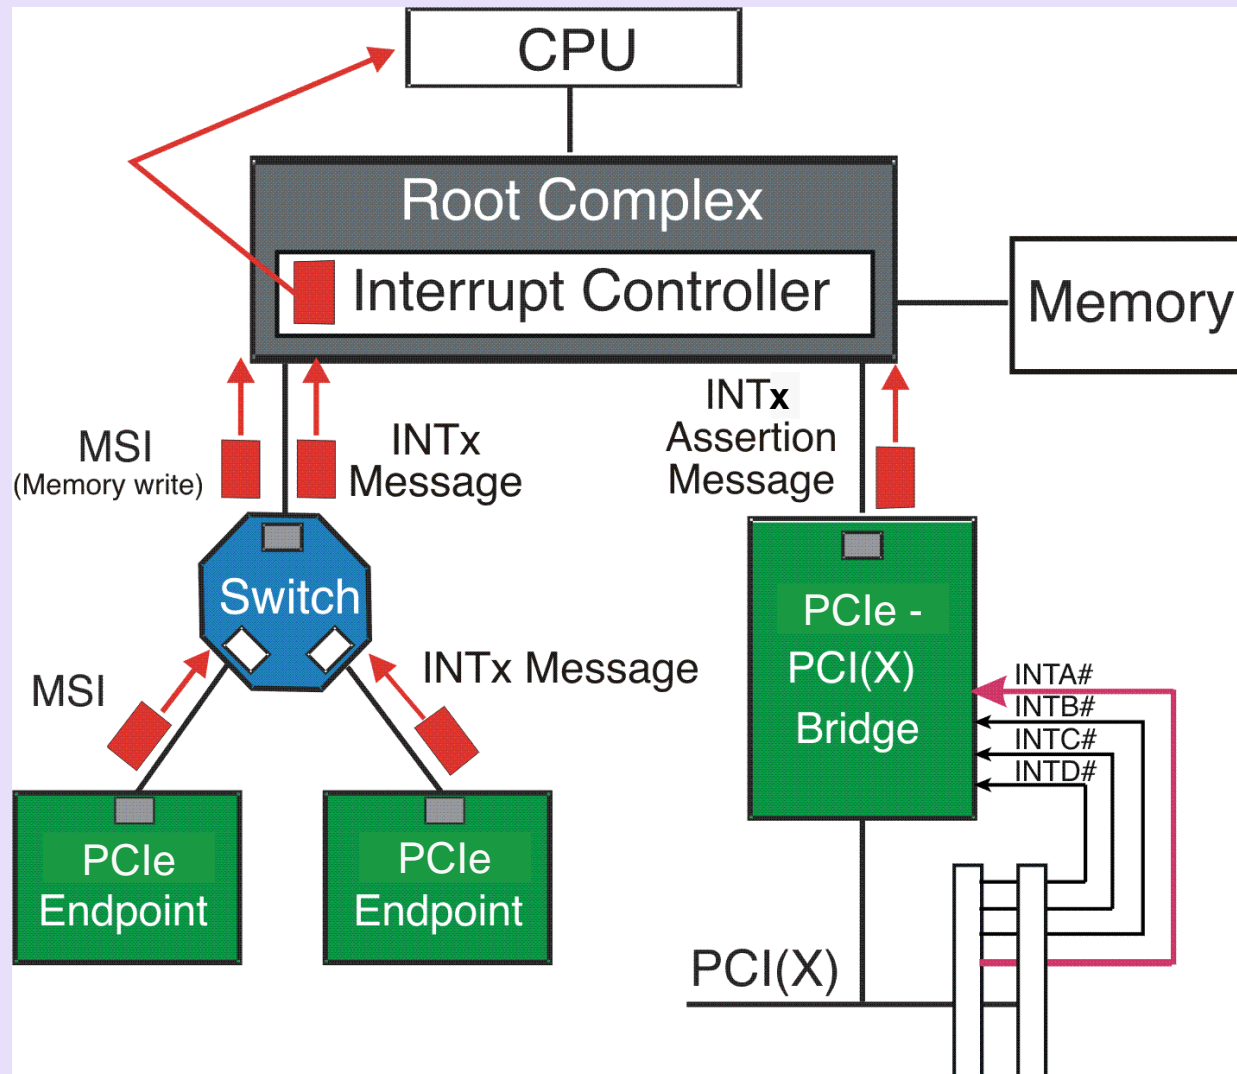 CPU
Root Complex
Interrupt Controller
Memory
MSI
(Memory write)
INTx
Message
INTx
Assertion
Message
Switch
PCIe -
PCI(X)
Bridge
MSI
INTx Message
INTA#
INTB#
INTC#
INTD#
PCIe
Endpoint
PCIe
Endpoint
PCI(X)